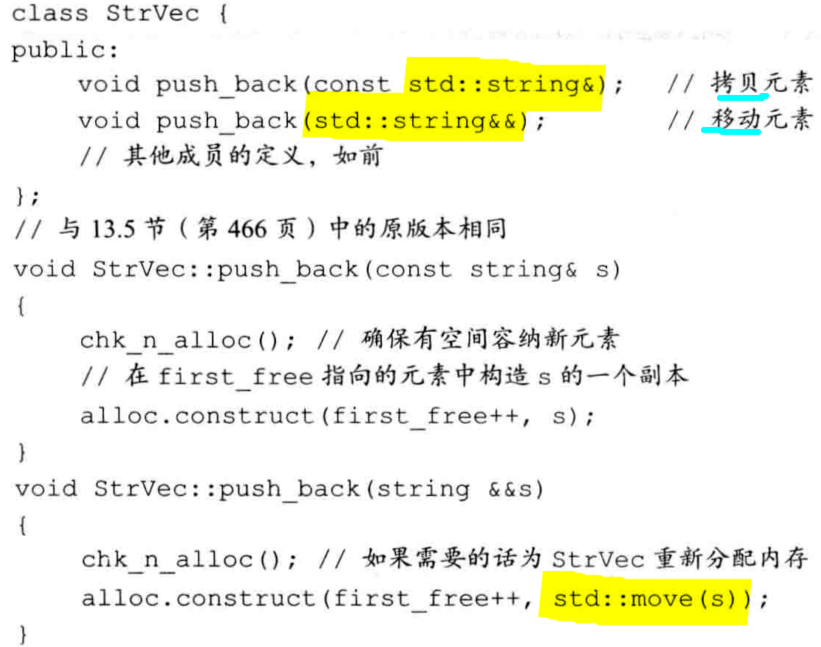 class StrVec {
public:
void push_back(const std::string&); // 拷贝元素
void push_back(std::string&&); // 移动元素
// 其他成员的定义，如前
};
// 与 13.5 节（第 466 页）中的原版本相同
void StrVec::push_back(const string& s)
{
chk_n_alloc(); // 确保有空间容纳新元素
// 在 first_free 指向的元素中构造 s 的一个副本
alloc.construct(first_free++, s);
}
void StrVec::push_back(string &&s)
{
chk_n_alloc(); // 如果需要的话为 StrVec 重新分配内存
alloc.construct(first_free++, std::move(s));
}